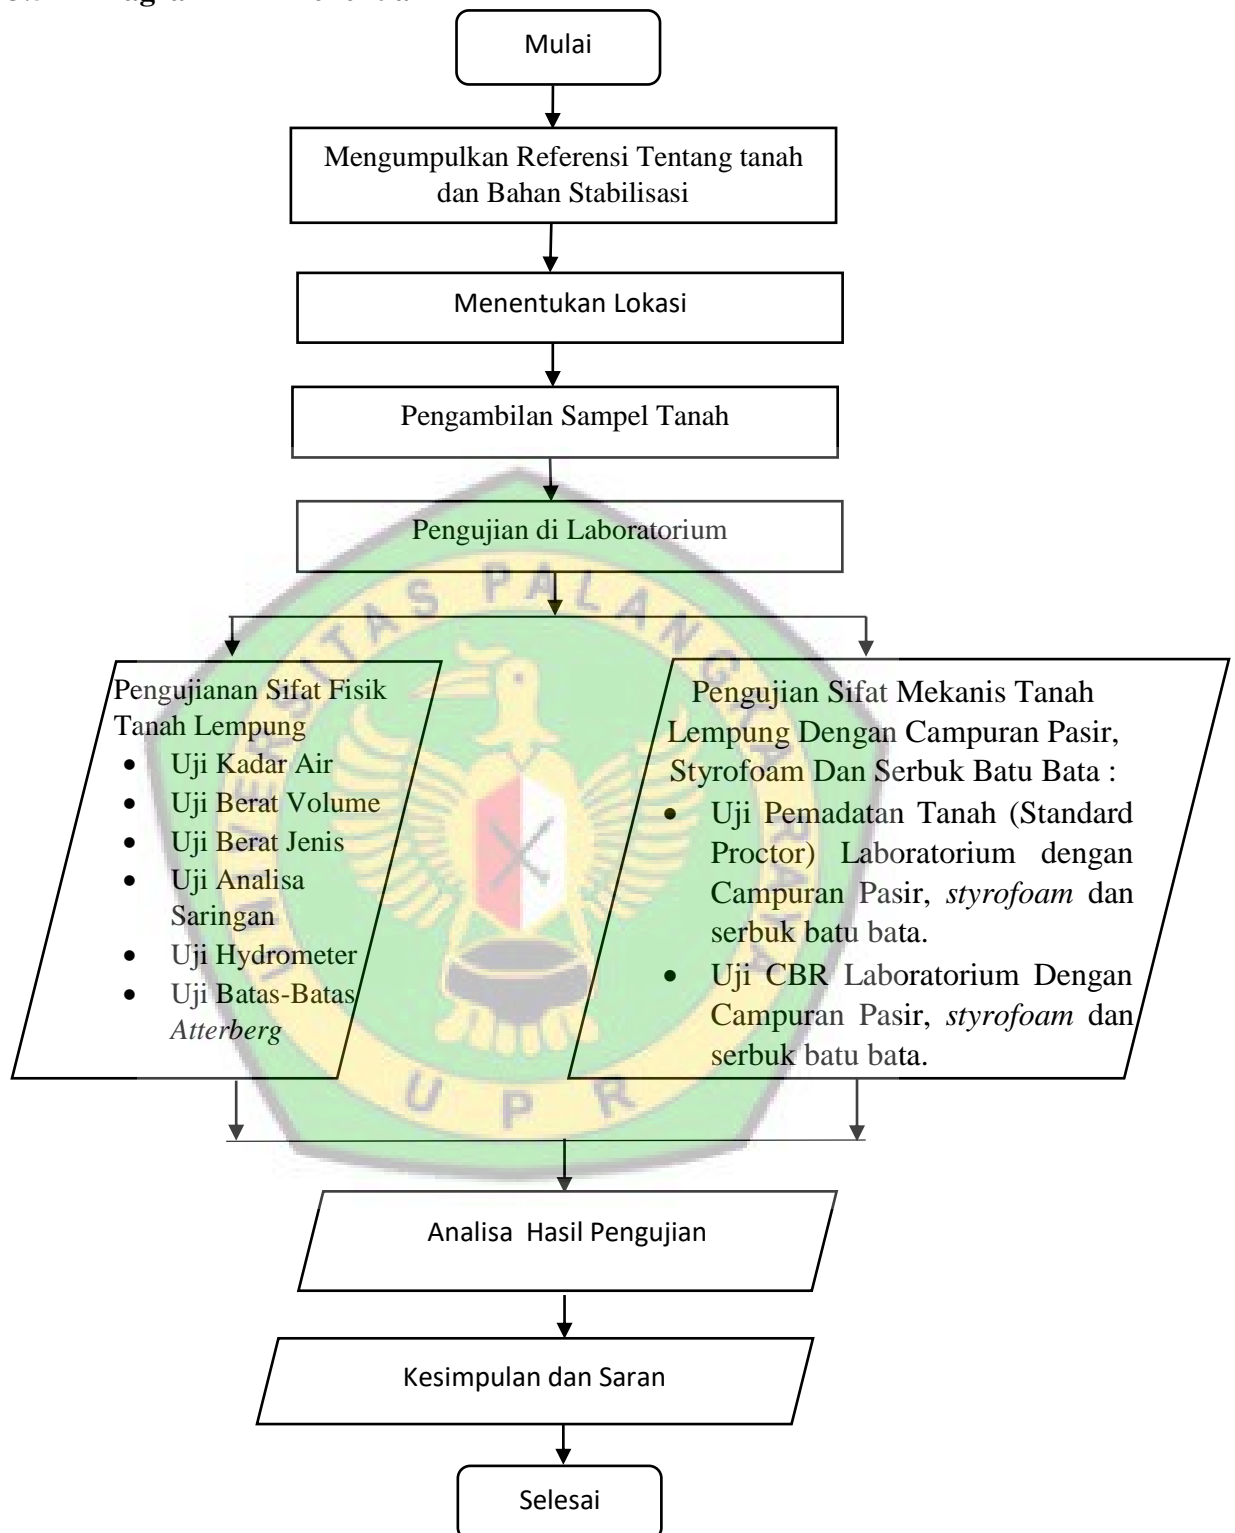 Mulai
Mengumpulkan Referensi Tentang tanah
dan Bahan Stabilisasi
Menentukan Lokasi
Pengambilan Sampel Tanah
Pengujian di Laboratorium
UNIVERSITAS PALANGKA RAYA
Pengujianan Sifat Fisik
Tanah Lempung
• Uji Kadar Air
• Uji Berat Volume
• Uji Berat Jenis
• Uji Analisa
Saringan
• Uji Hydrometer
• Uji Batas-Batas
Atterberg
Pengujian Sifat Mekanis Tanah
Lempung Dengan Campuran Pasir,
Styrofoam Dan Serbuk Batu Bata :
• Uji Pemadatan Tanah (Standard
Proctor) Laboratorium dengan
Campuran Pasir, styrofoam dan
serbuk batu bata.
• Uji CBR Laboratorium Dengan
Campuran Pasir, styrofoam dan
serbuk batu bata.
U P R
Analisa Hasil Pengujian
Kesimpulan dan Saran
Selesai